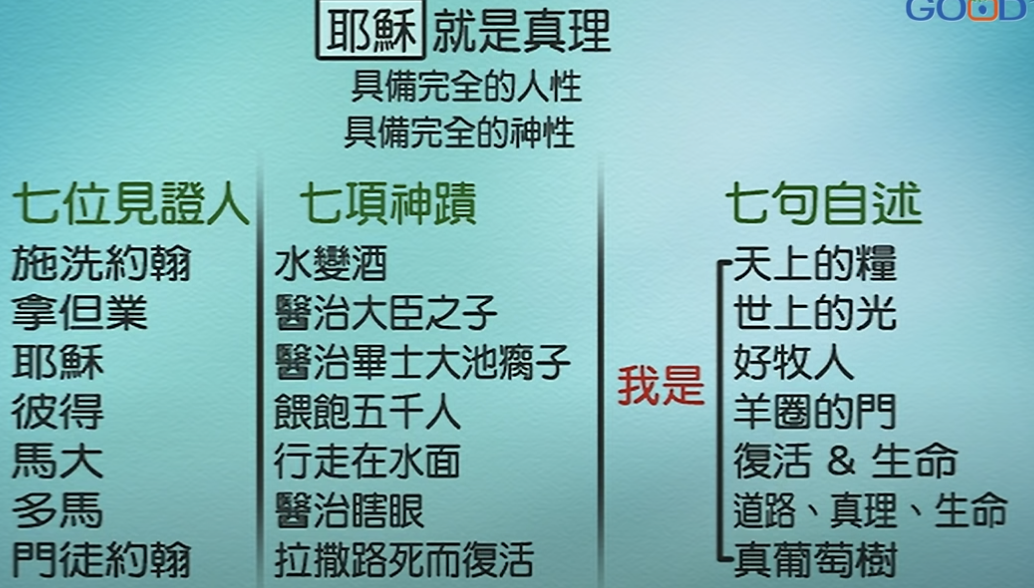 GOOD
耶穌就是真理
具備完全的人性
具備完全的神性
七位見證人
施洗約翰
拿但業
耶穌
彼得
馬大
多馬
門徒約翰
七項神蹟
水變酒
醫治大臣之子
醫治畢士大池瘸子
餵飽五千人
行走在水面
醫治瞎眼
拉撒路死而復活
七句自述
我是
天上的糧
世上的光
好牧人
羊圈的門
復活 & 生命
道路、真理、生命
真葡萄樹